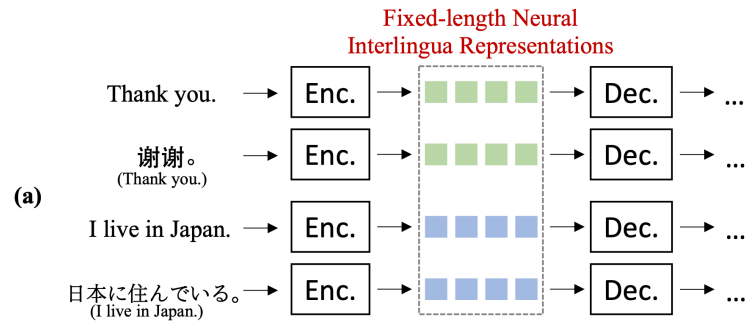 Fixed-length Neural
Interlingua Representations
Thank you. Enc. Dec. ...
谢谢。 Enc. Dec. ...
(Thank you.)
(a)
I live in Japan. Enc. Dec. ...
日本に住んでいる。 Enc. Dec. ...
(I live in Japan.)